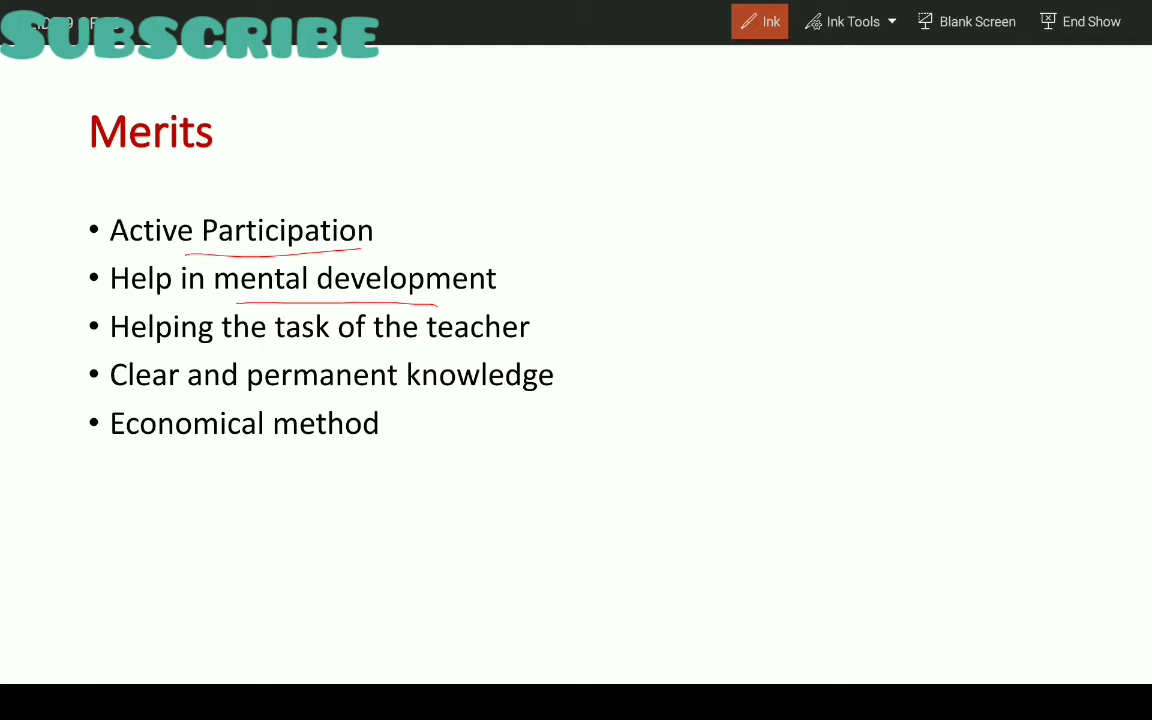 SUBSCRIBE
Ink
Ink Tools
Blank Screen
End Show
Merits
• Active Participation
• Help in mental development
• Helping the task of the teacher
• Clear and permanent knowledge
• Economical method